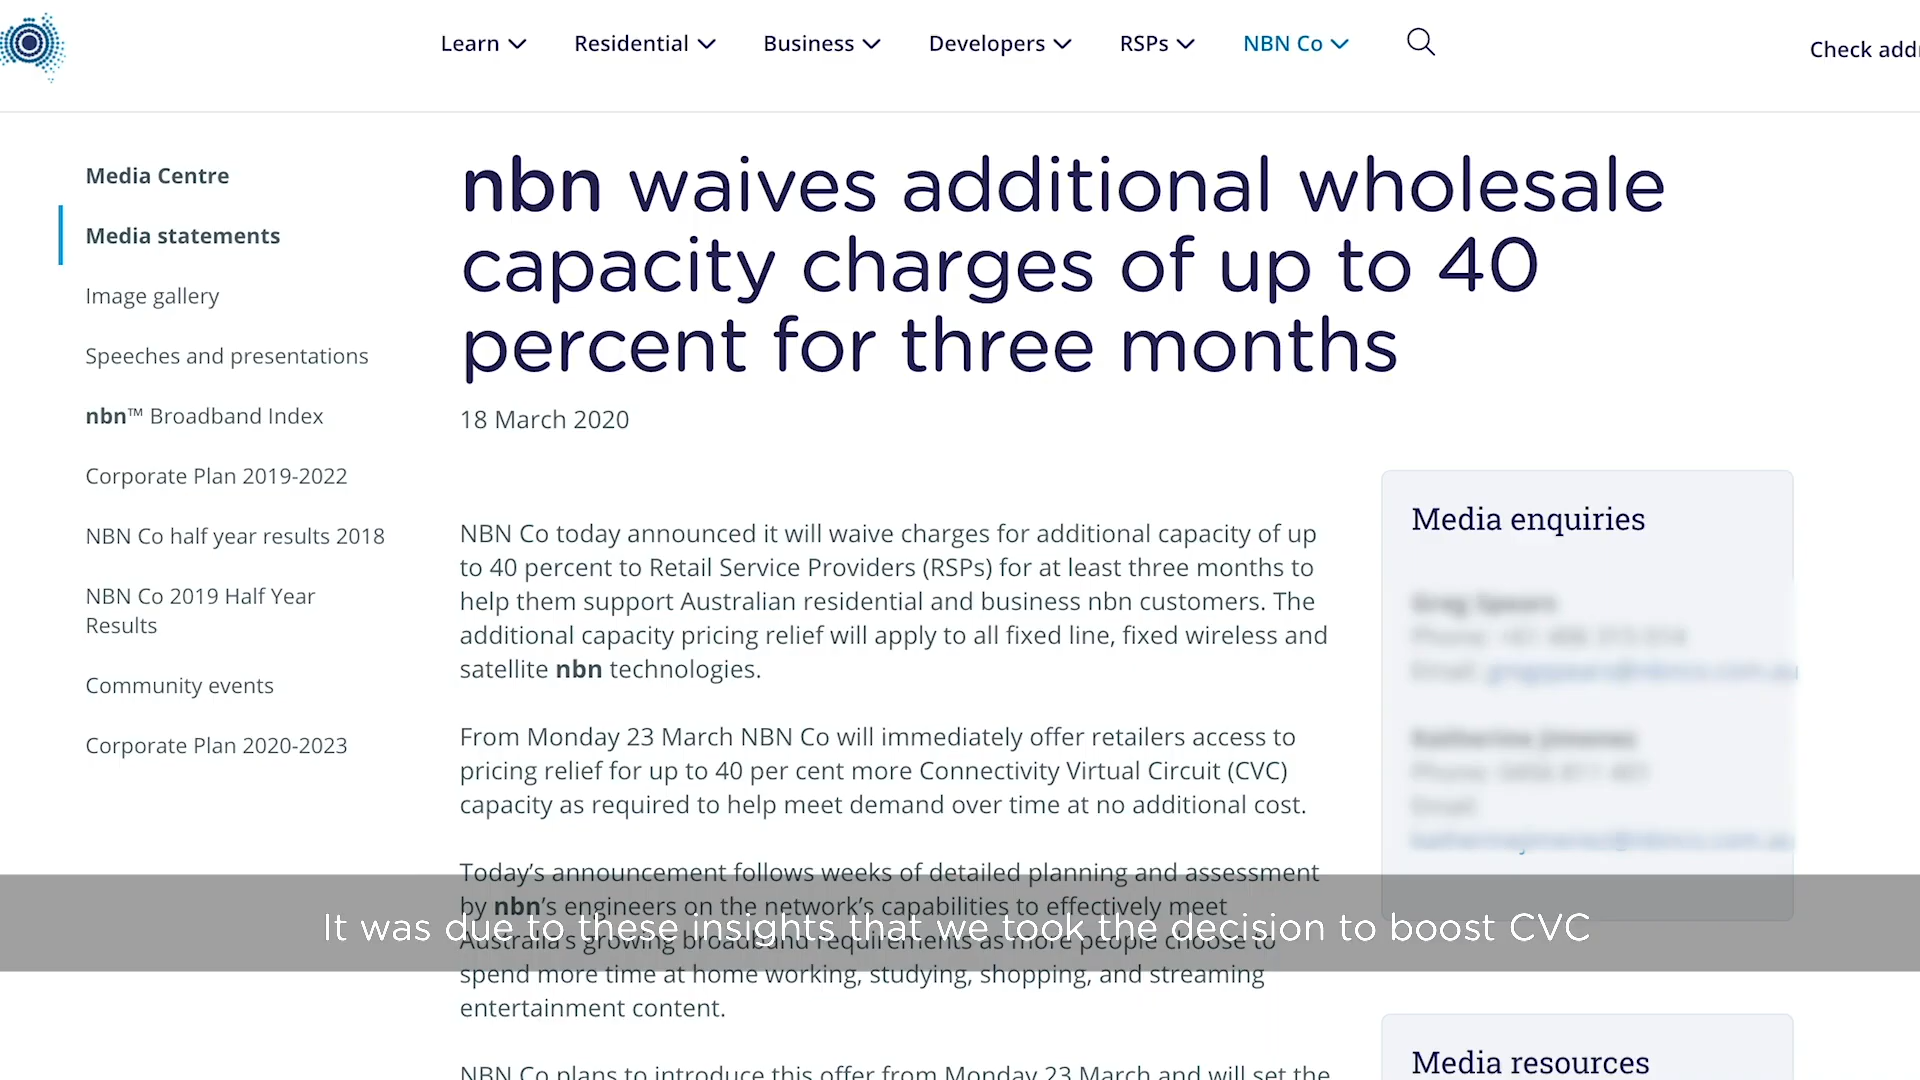 Learn Residential Business Developers RSPs NBN Co
Check
Media Centre
Media statements
Image gallery
Speeches and presentations
nbn™ Broadband Index
Corporate Plan 2019-2022
NBN Co half year results 2018
NBN Co 2019 Half Year
Results
Community events
Corporate Plan 2020-2023
nbn waives additional wholesale
capacity charges of up to 40
percent for three months
18 March 2020
NBN Co today announced it will waive charges for additional capacity of up
to 40 percent to Retail Service Providers (RSPs) for at least three months to
help them support Australian residential and business nbn customers. The
additional capacity pricing relief will apply to all fixed line, fixed wireless and
satellite nbn technologies.
From Monday 23 March NBN Co will immediately offer retailers access to
pricing relief for up to 40 per cent more Connectivity Virtual Circuit (CVC)
capacity as required to help meet demand over time at no additional cost.
Today’s announcement follows weeks of detailed planning and assessment
by nbn’s engineers on the network’s capabilities to effectively meet
Australia’s growing broadband requirements as more people choose to
spend more time at home working, studying, shopping, and streaming
entertainment content.
NBN Co plans to introduce this offer from Monday 23 March and will set the
Media enquiries
Media resources
It was due to these insights that we took the decision to boost CVC